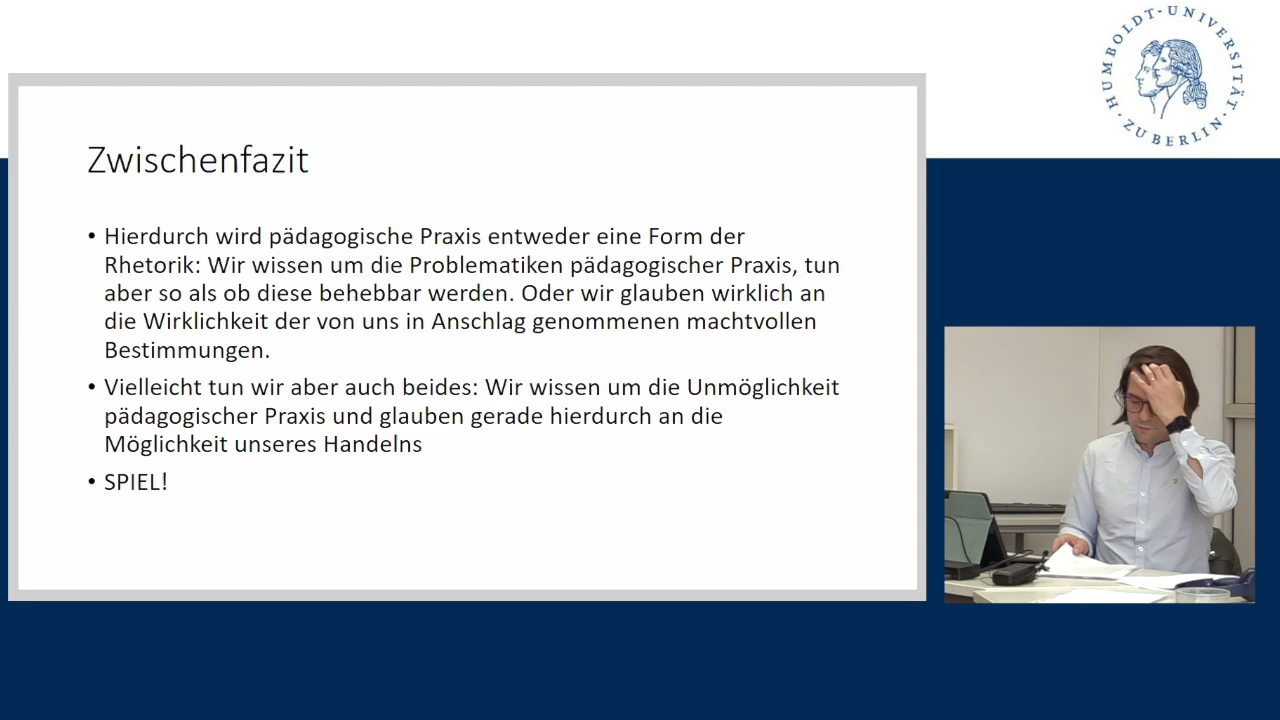 HUMBOLDT-UNIVERSITÄT
ZU BERLIN
Zwischenfazit
• Hierdurch wird pädagogische Praxis entweder eine Form der
Rhetorik: Wir wissen um die Problematiken pädagogischer Praxis, tun
aber so als ob diese behebbar werden. Oder wir glauben wirklich an
die Wirklichkeit der von uns in Anschlag genommenen machtvollen
Bestimmungen.
• Vielleicht tun wir aber auch beides: Wir wissen um die Unmöglichkeit
pädagogischer Praxis und glauben gerade hierdurch an die
Möglichkeit unseres Handelns
• SPIEL!